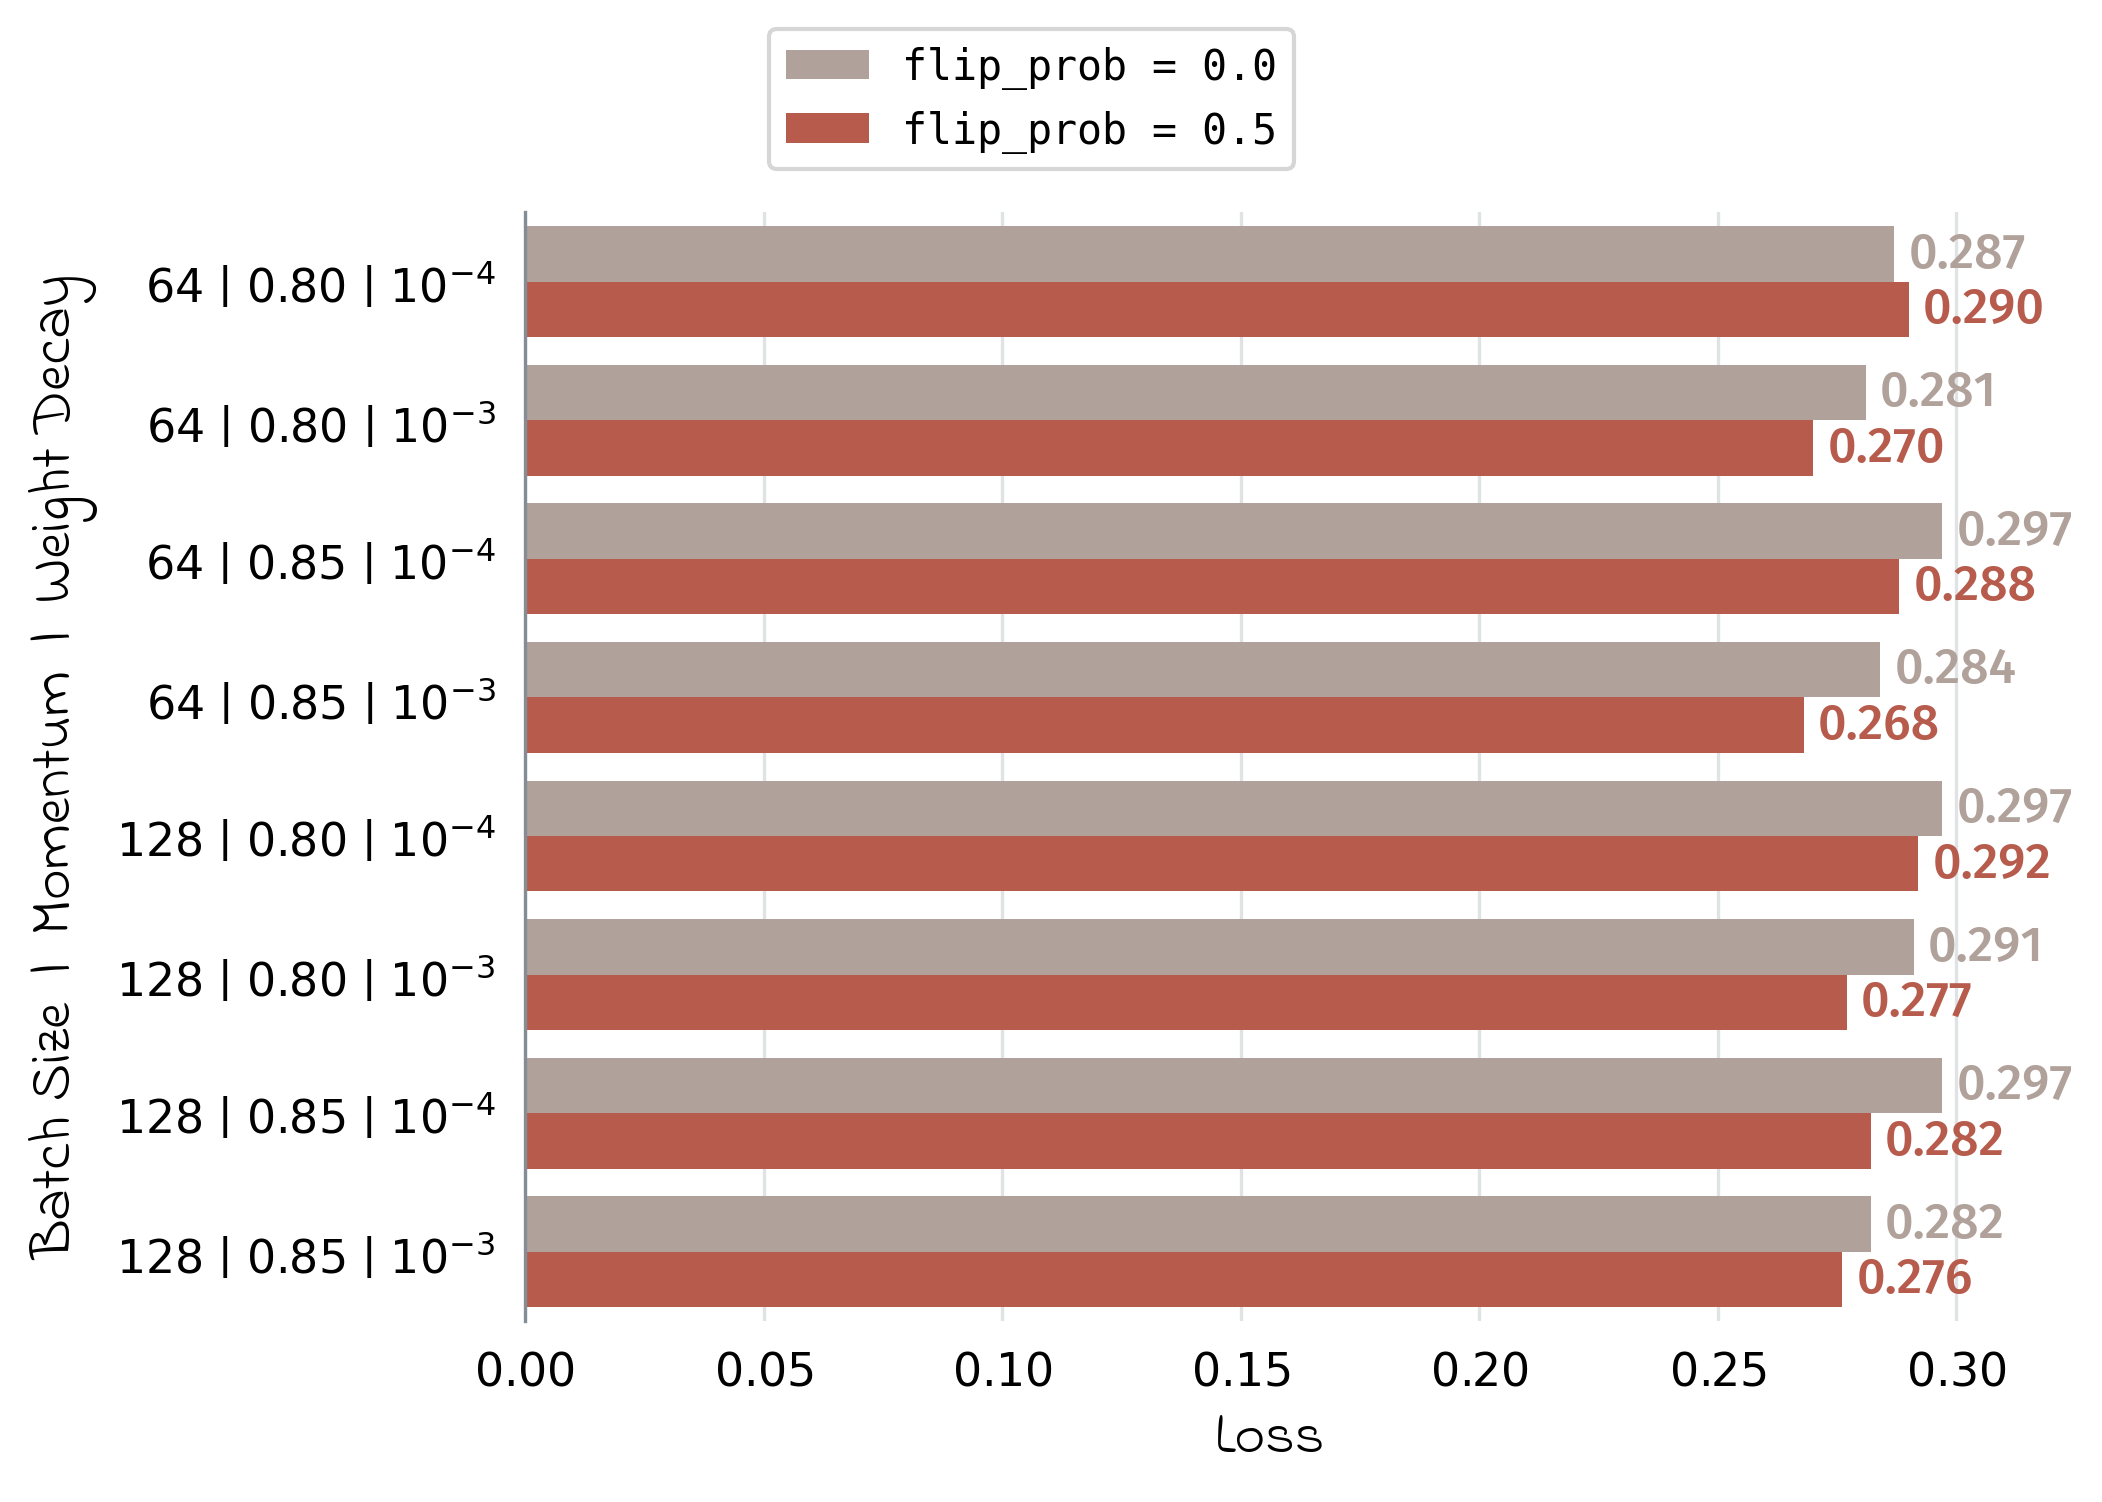 flip_prob = 0.0
flip_prob = 0.5
Batch Size | Momentum | Weight Decay
64 | 0.80 | 10⁻⁴
0.287
0.290
64 | 0.80 | 10⁻³
0.281
0.270
64 | 0.85 | 10⁻⁴
0.297
0.288
64 | 0.85 | 10⁻³
0.284
0.268
128 | 0.80 | 10⁻⁴
0.297
0.292
128 | 0.80 | 10⁻³
0.291
0.277
128 | 0.85 | 10⁻⁴
0.297
0.282
128 | 0.85 | 10⁻³
0.282
0.276
0.00 0.05 0.10 0.15 0.20 0.25 0.30
Loss